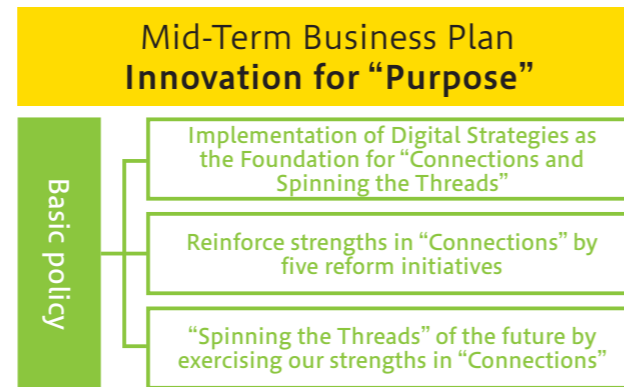 Mid-Term Business Plan
Innovation for “Purpose”
Basic policy
Implementation of Digital Strategies as
the Foundation for “Connections and
Spinning the Threads”
Reinforce strengths in “Connections” by
five reform initiatives
“Spinning the Threads” of the future by
exercising our strengths in “Connections”